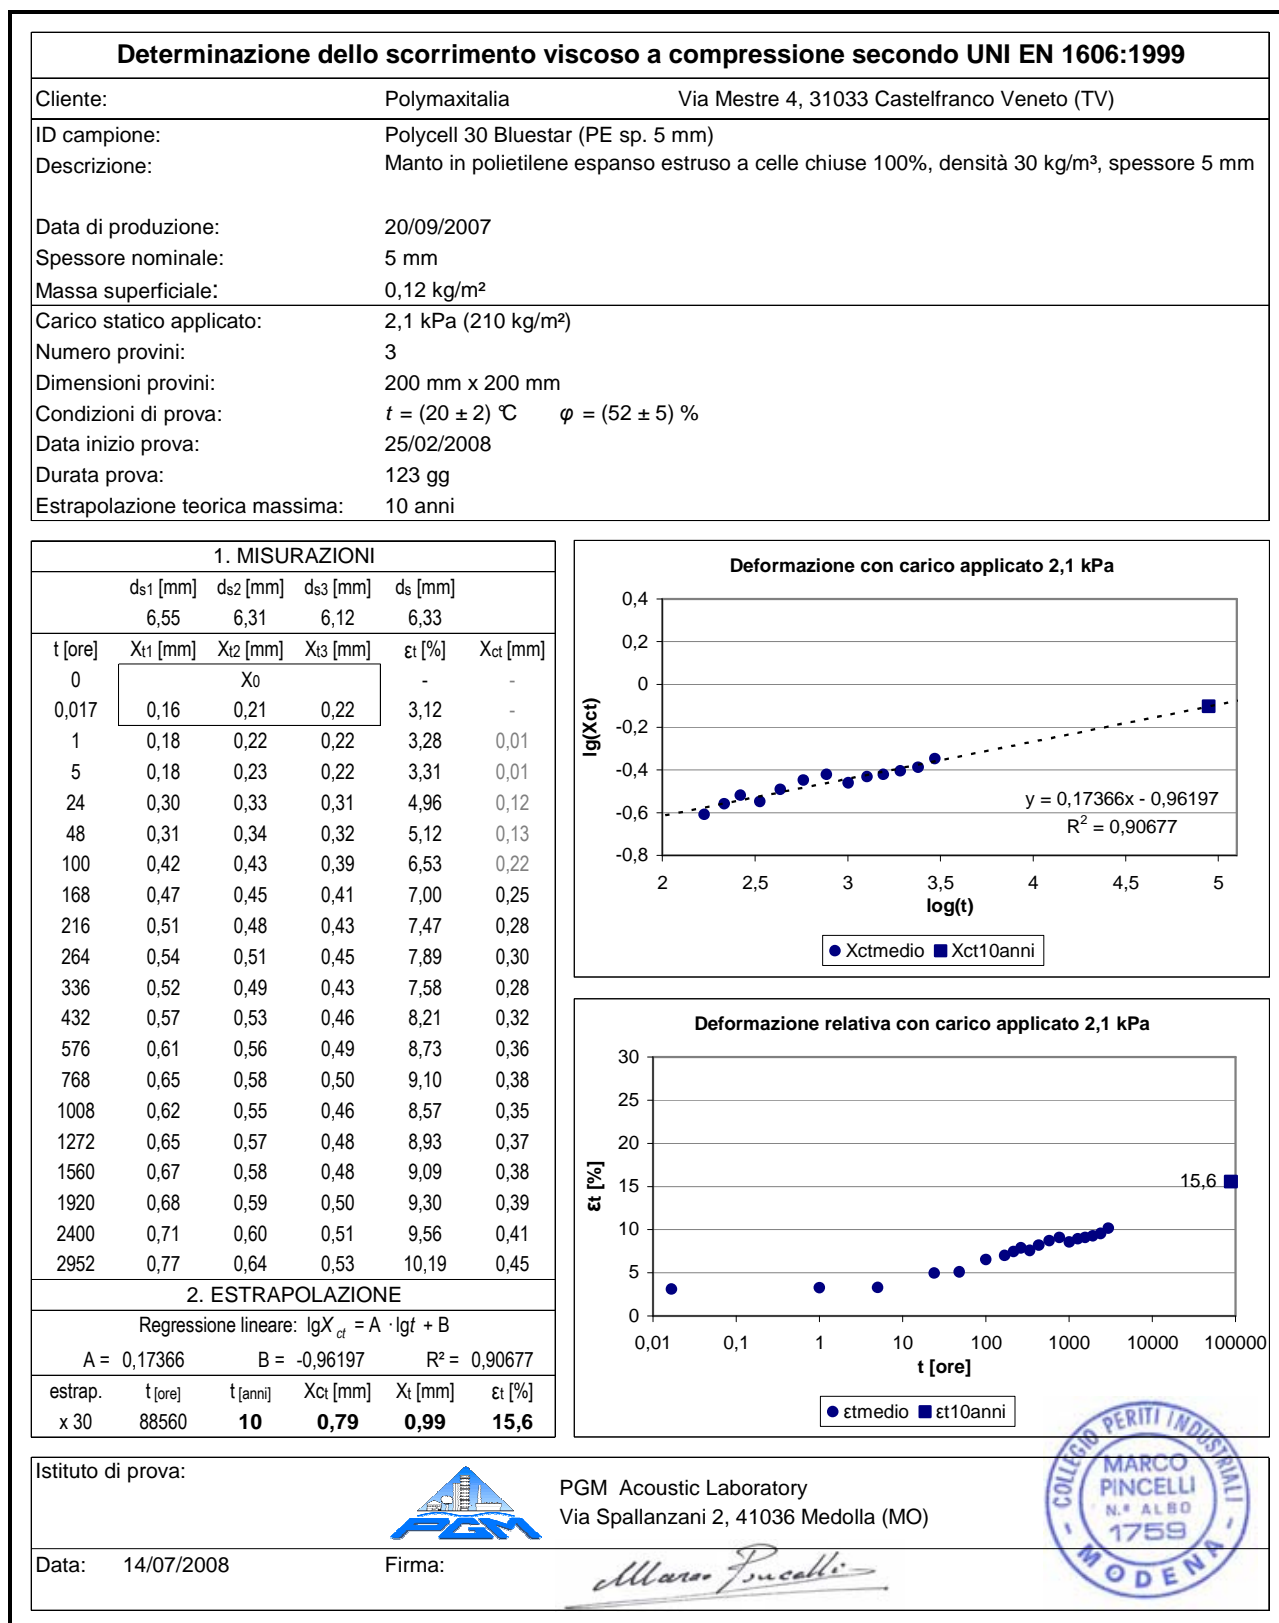 Determinazione dello scorrimento viscoso a compressione secondo UNI EN 1606:1999
Cliente: Polymaxitalia Via Mestre 4, 31033 Castelfranco Veneto (TV)
ID campione: Polycell 30 Bluestar (PE sp. 5 mm)
Descrizione: Manto in polietilene espanso estruso a celle chiuse 100%, densità 30 kg/m³, spessore 5 mm
Data di produzione: 20/09/2007
Spessore nominale: 5 mm
Massa superficiale: 0,12 kg/m²
Carico statico applicato: 2,1 kPa (210 kg/m²)
Numero provini: 3
Dimensioni provini: 200 mm x 200 mm
Condizioni di prova: t = (20 ± 2) °C φ = (52 ± 5) %
Data inizio prova: 25/02/2008
Durata prova: 123 gg
Estrapolazione teorica massima: 10 anni
1. MISURAZIONI
ds1 [mm] ds2 [mm] ds3 [mm] ds [mm]
6,55 6,31 6,12 6,33
t [ore] Xt1 [mm] Xt2 [mm] Xt3 [mm] εt [%] Xct [mm]
0 X0 - -
0,017 0,16 0,21 0,22 3,12 -
1 0,18 0,22 0,22 3,28 0,01
5 0,18 0,23 0,22 3,31 0,01
24 0,30 0,33 0,31 4,96 0,12
48 0,31 0,34 0,32 5,12 0,13
100 0,42 0,43 0,39 6,53 0,22
168 0,47 0,45 0,41 7,00 0,25
216 0,51 0,48 0,43 7,47 0,28
264 0,54 0,51 0,45 7,89 0,30
336 0,52 0,49 0,43 7,58 0,28
432 0,57 0,53 0,46 8,21 0,32
576 0,61 0,56 0,49 8,73 0,36
768 0,65 0,58 0,50 9,10 0,38
1008 0,62 0,55 0,46 8,57 0,35
1272 0,65 0,57 0,48 8,93 0,37
1560 0,67 0,58 0,48 9,09 0,38
1920 0,68 0,59 0,50 9,30 0,39
2400 0,71 0,60 0,51 9,56 0,41
2952 0,77 0,64 0,53 10,19 0,45
2. ESTRAPOLAZIONE
Regressione lineare: lgXct = A ·lgt + B
A = 0,17366 B = -0,96197 R² = 0,90677
estrap. t [ore] t [anni] Xct [mm] Xt [mm] εt [%]
x 30 88560 10 0,79 0,99 15,6
Deformazione con carico applicato 2,1 kPa
0,4
0,2
0
-0,2
-0,4
-0,6
-0,8
lg(Xct)
y = 0,17366x - 0,96197
R² = 0,90677
2 2,5 3 3,5 4 4,5 5
log(t)
Xctmedio Xct10anni
Deformazione relativa con carico applicato 2,1 kPa
30
25
20
15
10
5
0
εt [%]
15,6
0,01 0,1 1 10 100 1000 10000 100000
t [ore]
εtmedio εt10anni
Istituto di prova:
PGM
PGM Acoustic Laboratory
Via Spallanzani 2, 41036 Medolla (MO)
COLLEGIO PERITI INDUSTRIALI - MODENA -
MARCO
PINCELLI
N.° ALBO
1759
Data: 14/07/2008 Firma: Marco Pincelli